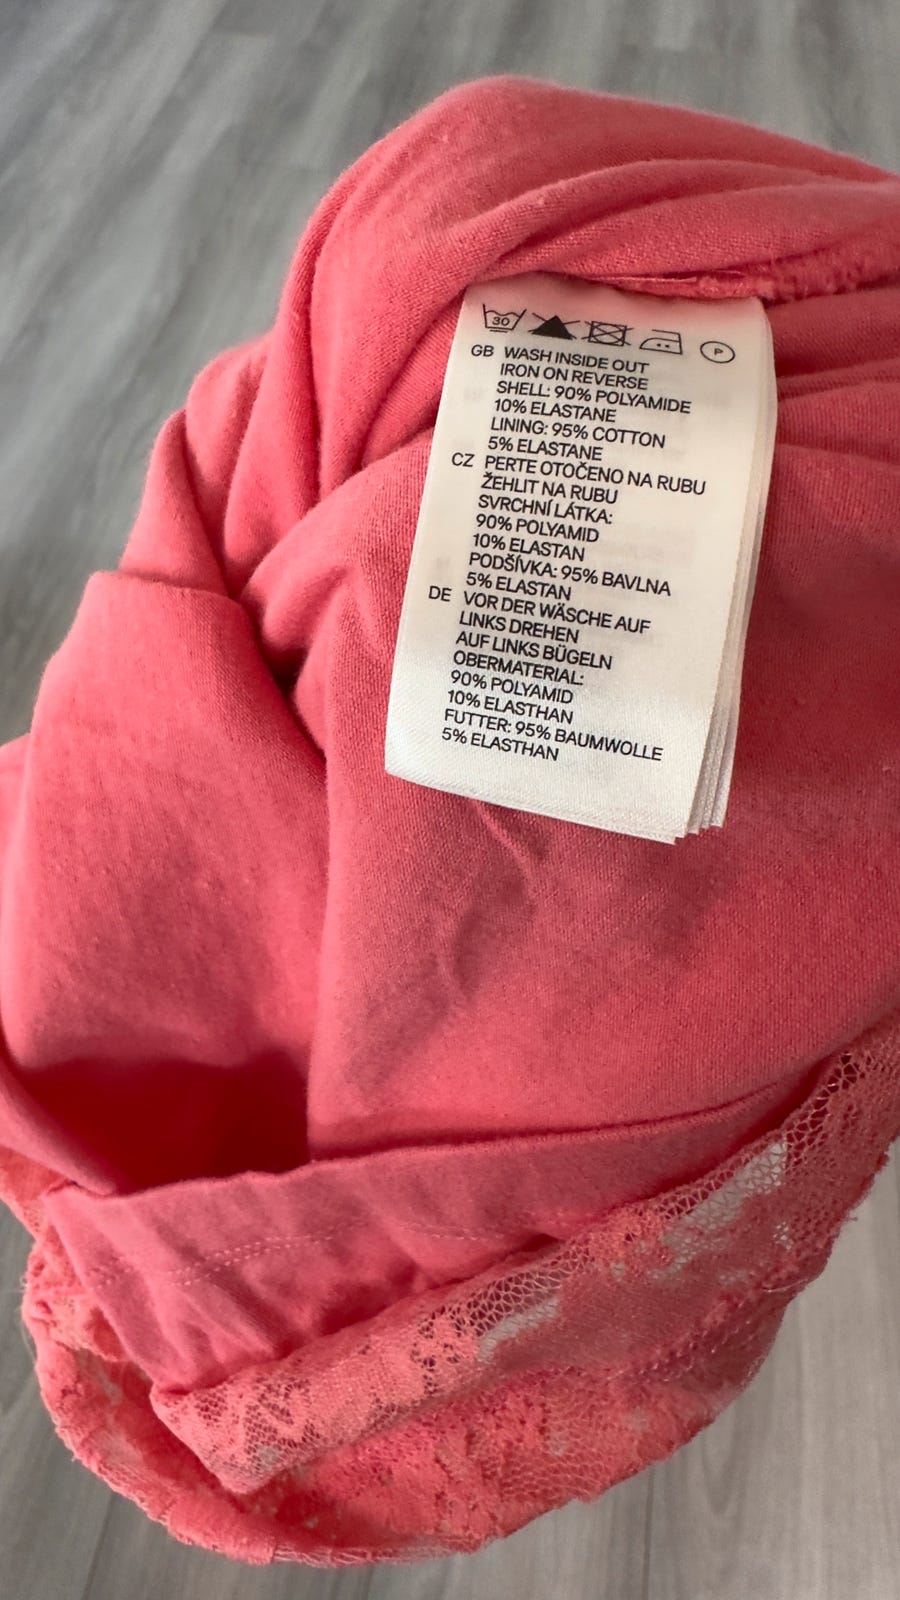 30
P
GB WASH INSIDE OUT
IRON ON REVERSE
SHELL: 90% POLYAMIDE
10% ELASTANE
LINING: 95% COTTON
5% ELASTANE
CZ PERTE OTOČENO NA RUBU
ŽEHLIT NA RUBU
SVRCHNÍ LÁTKA:
90% POLYAMID
10% ELASTAN
PODŠÍVKA: 95% BAVLNA
5% ELASTAN
DE VOR DER WÄSCHE AUF
LINKS DREHEN
AUF LINKS BÜGELN
OBERMATERIAL:
90% POLYAMID
10% ELASTHAN
FUTTER: 95% BAUMWOLLE
5% ELASTHAN